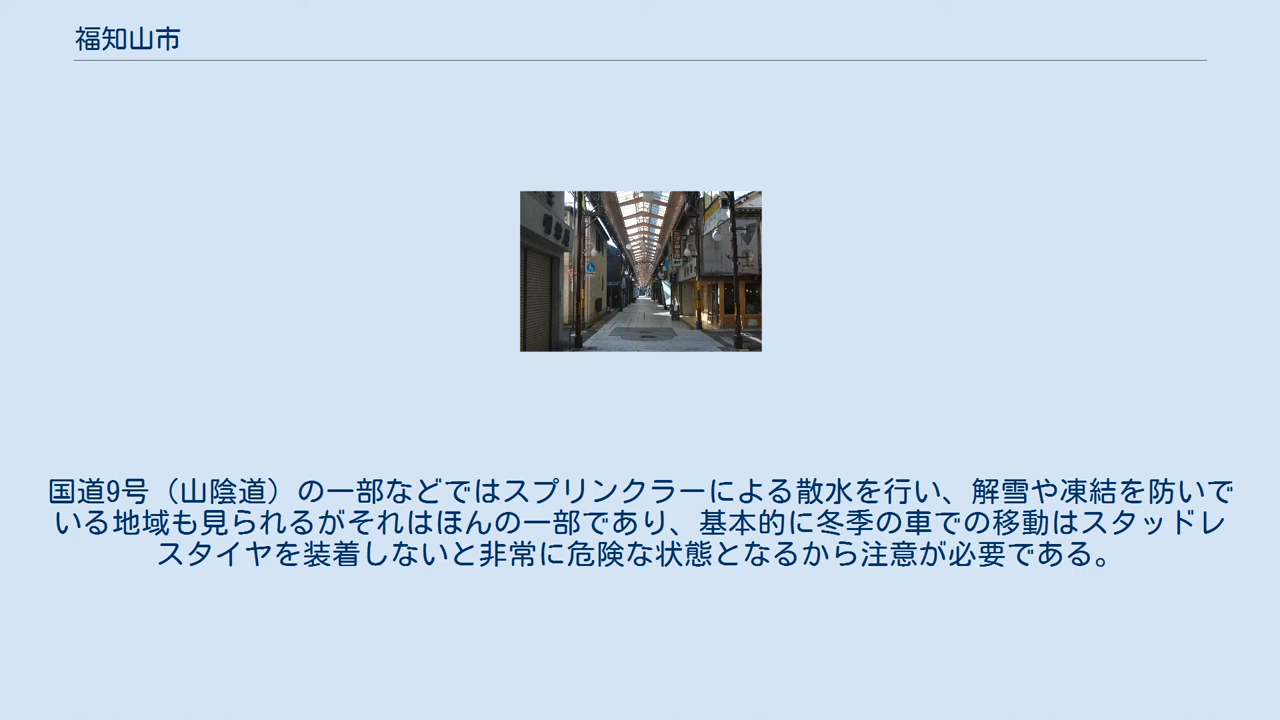 福知山市
国道9号（山陰道）の一部などではスプリンクラーによる散水を行い、解雪や凍結を防いで
いる地域も見られるがそれはほんの一部であり、基本的に冬季の車での移動はスタッドレ
スタイヤを装着しないと非常に危険な状態となるから注意が必要である。